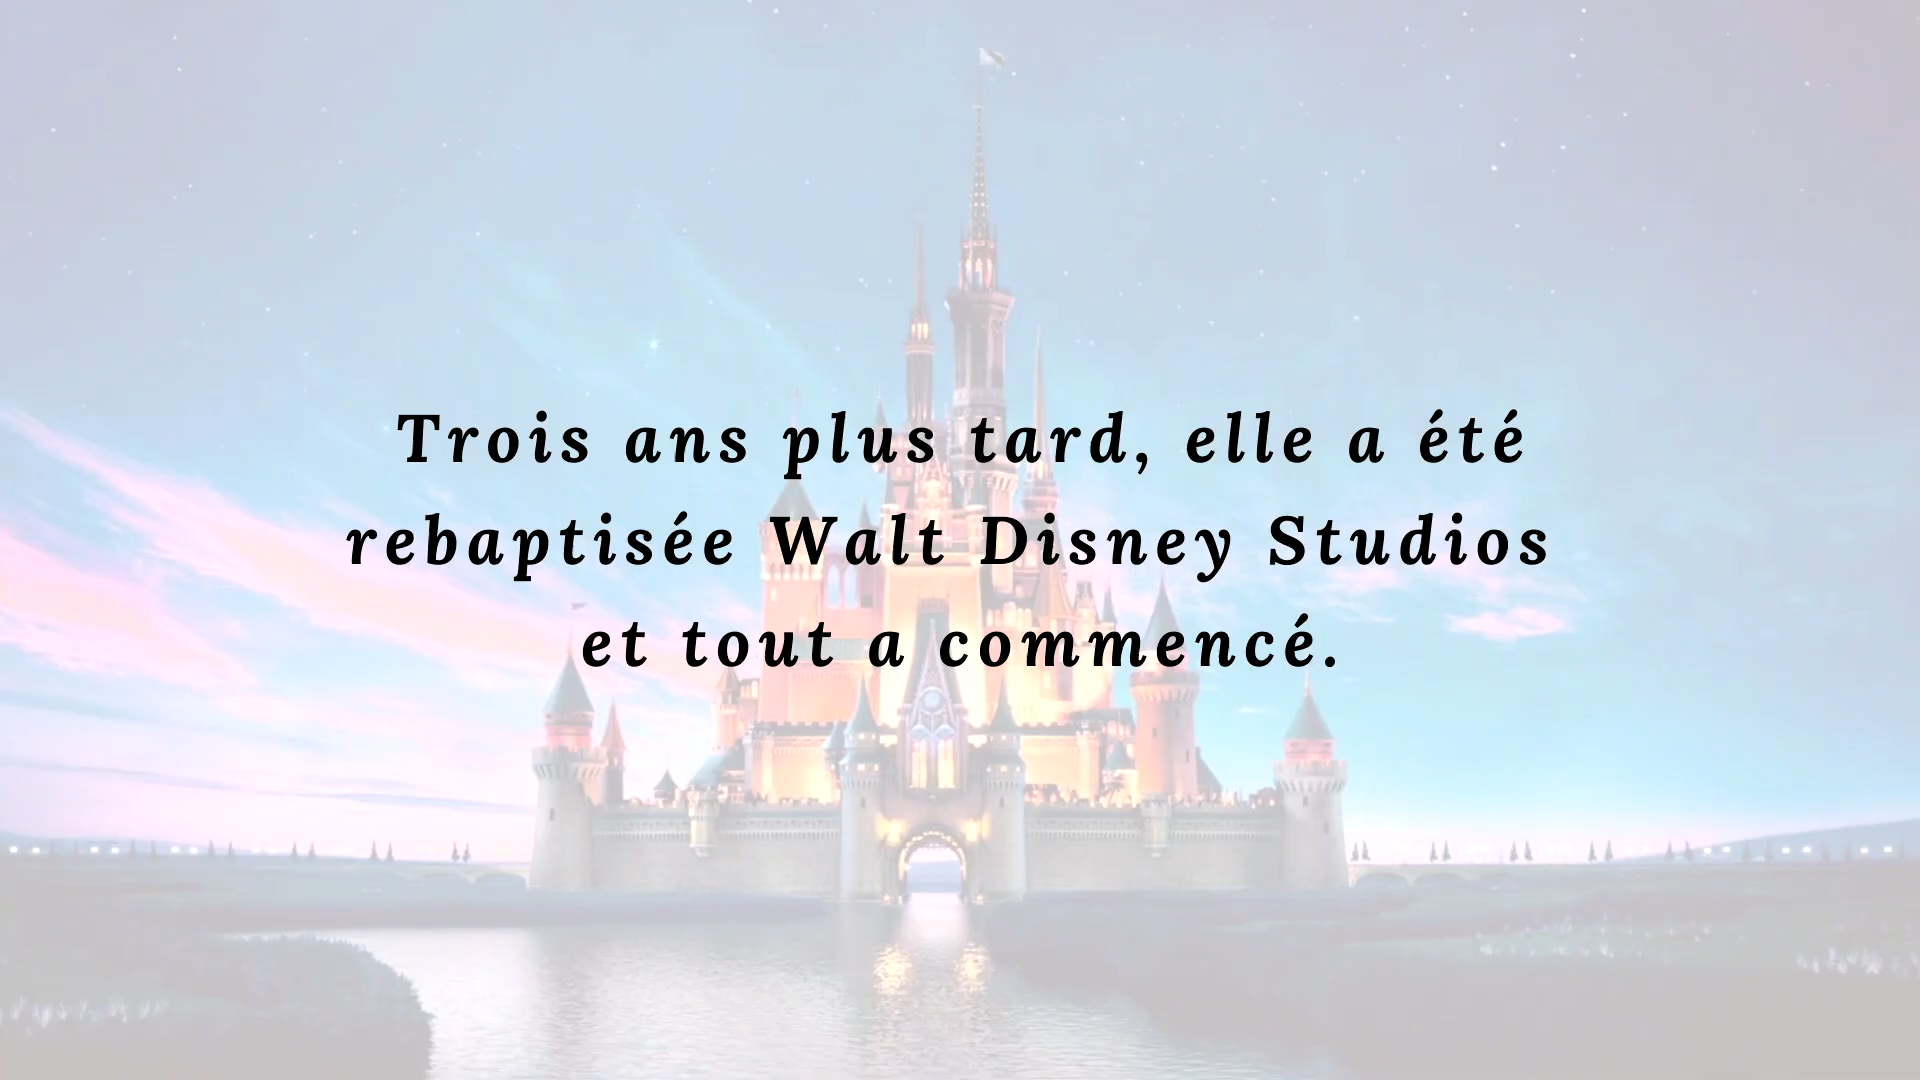 Trois ans plus tard, elle a été
rebaptisée Walt Disney Studios
et tout a commencé.